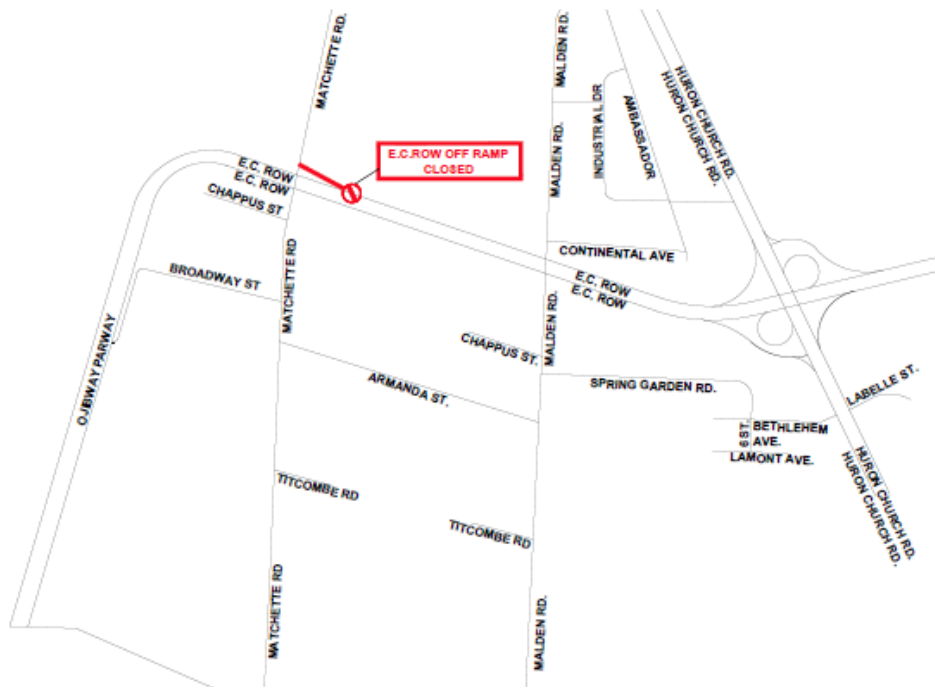 MATCHETTE RD.
MALDEN RD.
HURON CHURCH RD.
HURON CHURCH RD.
INDUSTRIAL DR
AMBASSADOR
MALDEN RD.
E.C.ROW OFF RAMP
CLOSED
E.C. ROW
E.C. ROW
CHAPPUS ST
MATCHETTE RD
BROADWAY ST
CONTINENTAL AVE
E.C. ROW
E.C. ROW
MALDEN RD.
OJIBWAY PARWAY
CHAPPUS ST.
ARMANDA ST.
SPRING GARDEN RD.
LABELLE ST.
6 ST.
BETHLEHEM
AVE.
LAMONT AVE.
HURON CHURCH RD.
HURON CHURCH RD.
TITCOMBE RD
TITCOMBE RD
MATCHETTE RD
MALDEN RD.